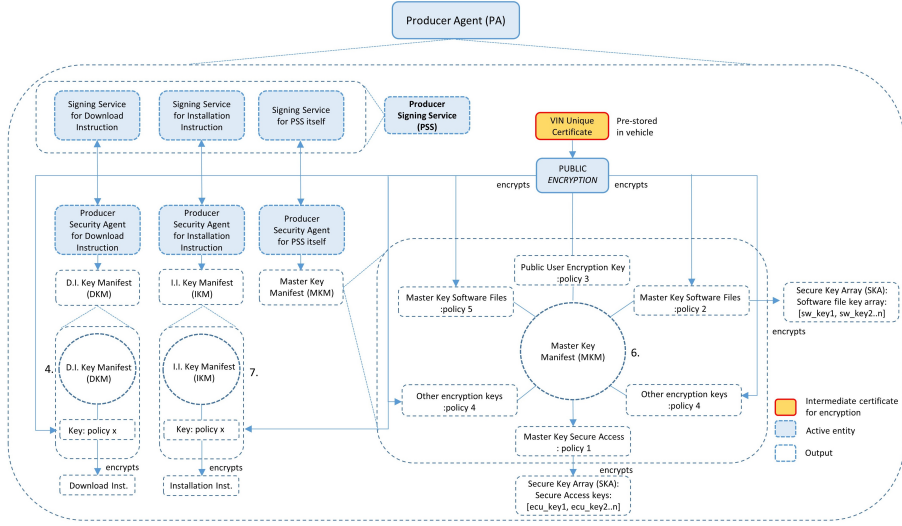 Producer Agent (PA)
Signing Service
for Download
Instruction
Signing Service
for Installation
Instruction
Signing Service
for PSS itself
Producer
Signing Service
(PSS)
VIN Unique
Certificate
Pre-stored
in vehicle
PUBLIC
ENCRYPTION
encrypts
encrypts
Producer
Security Agent
for Download
Instruction
Producer
Security Agent
for Installation
Instruction
Producer
Security Agent
for PSS itself
D.I. Key Manifest
(DKM)
I.I. Key Manifest
(IKM)
Master Key
Manifest (MKM)
Public User Encryption Key
:policy 3
Master Key Software Files
:policy 5
Master Key Software Files
:policy 2
Secure Key Array (SKA):
Software file key array:
[sw_key1, sw_key2..n]
encrypts
4.
D.I. Key Manifest
(DKM)
7.
I.I. Key Manifest
(IKM)
Master Key
Manifest (MKM)
6.
Other encryption keys
:policy 4
Other encryption keys
:policy 4
Key: policy x
Key: policy x
Master Key Secure Access
: policy 1
encrypts
encrypts
encrypts
Download Inst.
Installation Inst.
Secure Key Array (SKA):
Secure Access keys:
[ecu_key1, ecu_key2..n]
Intermediate certificate
for encryption
Active entity
Output